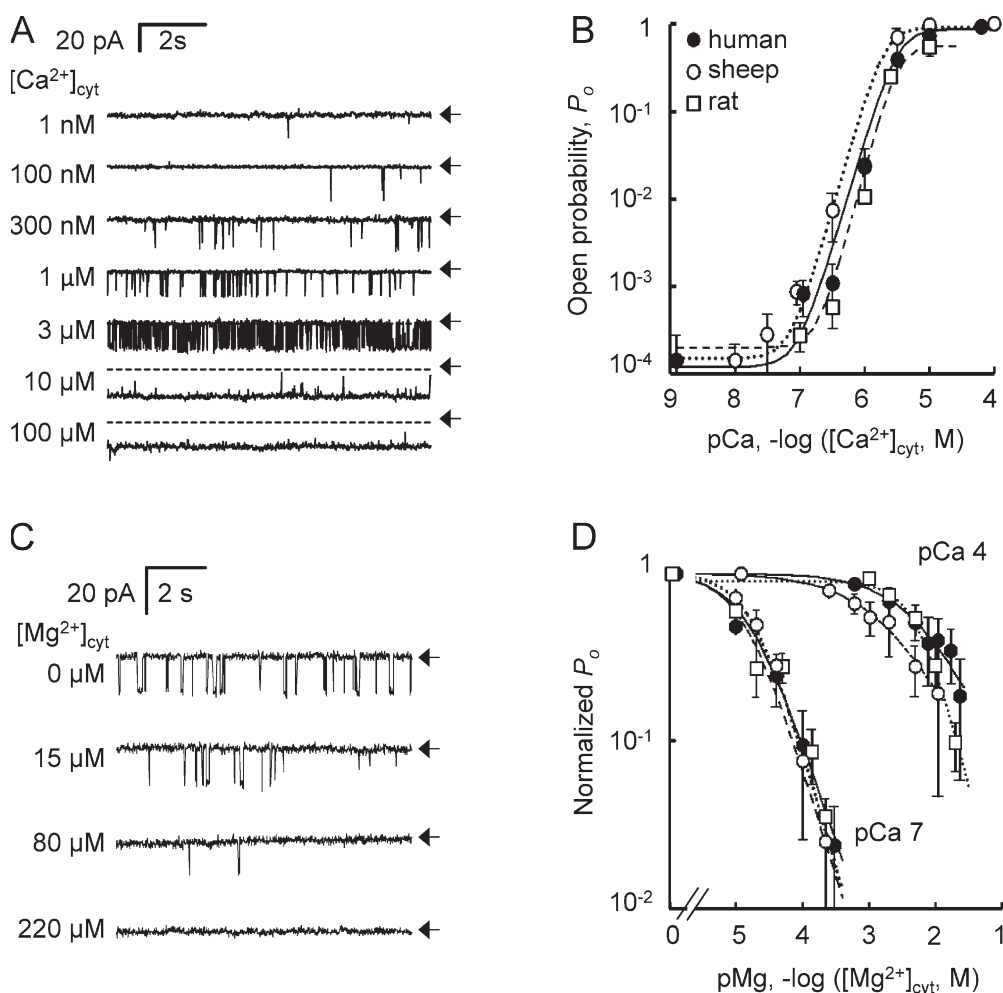 A
20 pA 2s
[Ca²⁺]cyt
1 nM
100 nM
300 nM
1 µM
3 µM
10 µM
100 µM
B
human
sheep
rat
Open probability, Po
1
10⁻¹
10⁻²
10⁻³
10⁻⁴
9 8 7 6 5 4
pCa, -log ([Ca²⁺]cyt, M)
C
20 pA 2 s
[Mg²⁺]cyt
0 µM
15 µM
80 µM
220 µM
D
pCa 4
pCa 7
Normalized Po
1
10⁻¹
10⁻²
0 5 4 3 2 1
pMg, -log ([Mg²⁺]cyt, M)